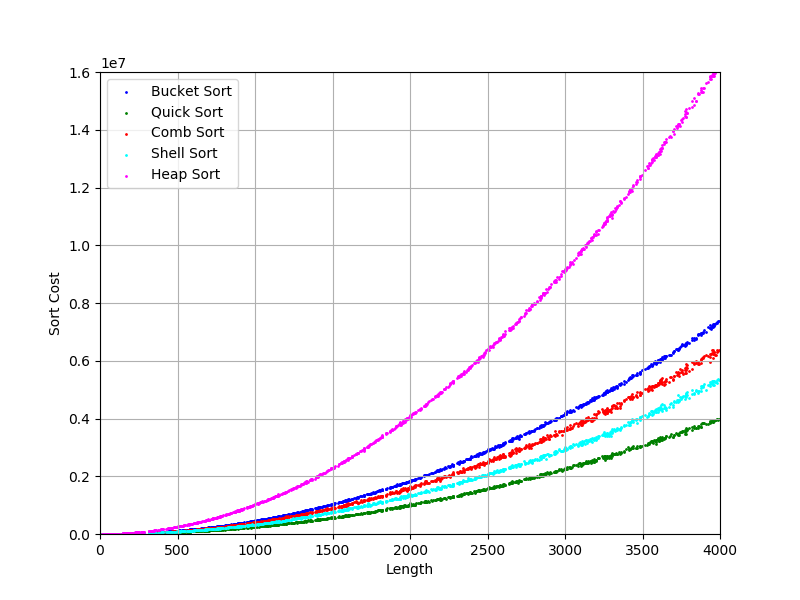 1e7
1.6
1.4
1.2
1.0
0.8
0.6
0.4
0.2
0.0
Sort Cost
Bucket Sort
Quick Sort
Comb Sort
Shell Sort
Heap Sort
0 500 1000 1500 2000 2500 3000 3500 4000
Length